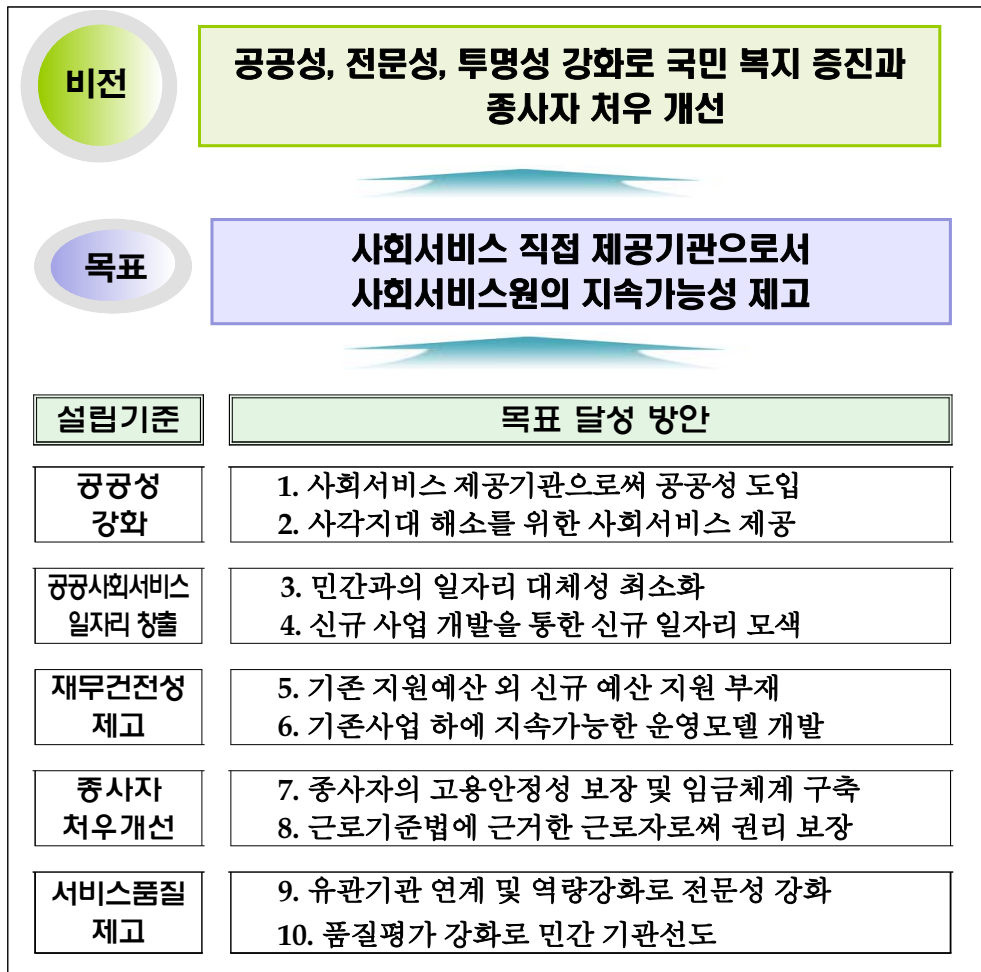 비전
공공성, 전문성, 투명성 강화로 국민 복지 증진과
종사자 처우 개선
목표
사회서비스 직접 제공기관으로서
사회서비스원의 지속가능성 제고
설립기준
목표 달성 방안
공공성
강화
1. 사회서비스 제공기관으로써 공공성 도입
2. 사각지대 해소를 위한 사회서비스 제공
공공사회서비스
일자리 창출
3. 민간과의 일자리 대체성 최소화
4. 신규 사업 개발을 통한 신규 일자리 모색
재무건전성
제고
5. 기존 지원예산 외 신규 예산 지원 부재
6. 기존사업 하에 지속가능한 운영모델 개발
종사자
처우개선
7. 종사자의 고용안정성 보장 및 임금체계 구축
8. 근로기준법에 근거한 근로자로써 권리 보장
서비스품질
제고
9. 유관기관 연계 및 역량강화로 전문성 강화
10. 품질평가 강화로 민간 기관선도